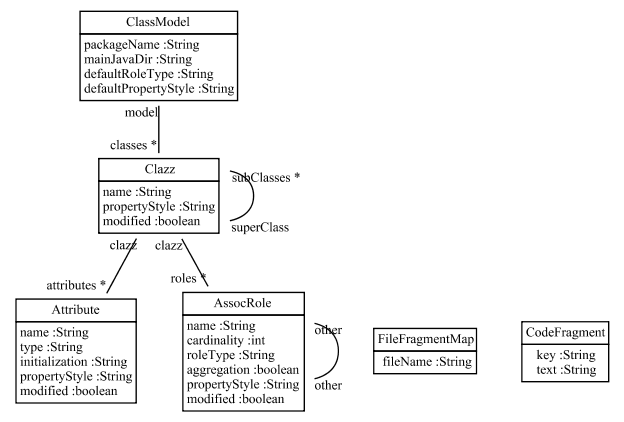 ClassModel
packageName :String
mainJavaDir :String
defaultRoleType :String
defaultPropertyStyle :String
model
classes *
Clazz
name :String
propertyStyle :String
modified :boolean
subClasses *
superClass
clazz
clazz
attributes *
roles *
Attribute
name :String
type :String
initialization :String
propertyStyle :String
modified :boolean
AssocRole
name :String
cardinality :int
roleType :String
aggregation :boolean
propertyStyle :String
modified :boolean
other
other
FileFragmentMap
fileName :String
CodeFragment
key :String
text :String